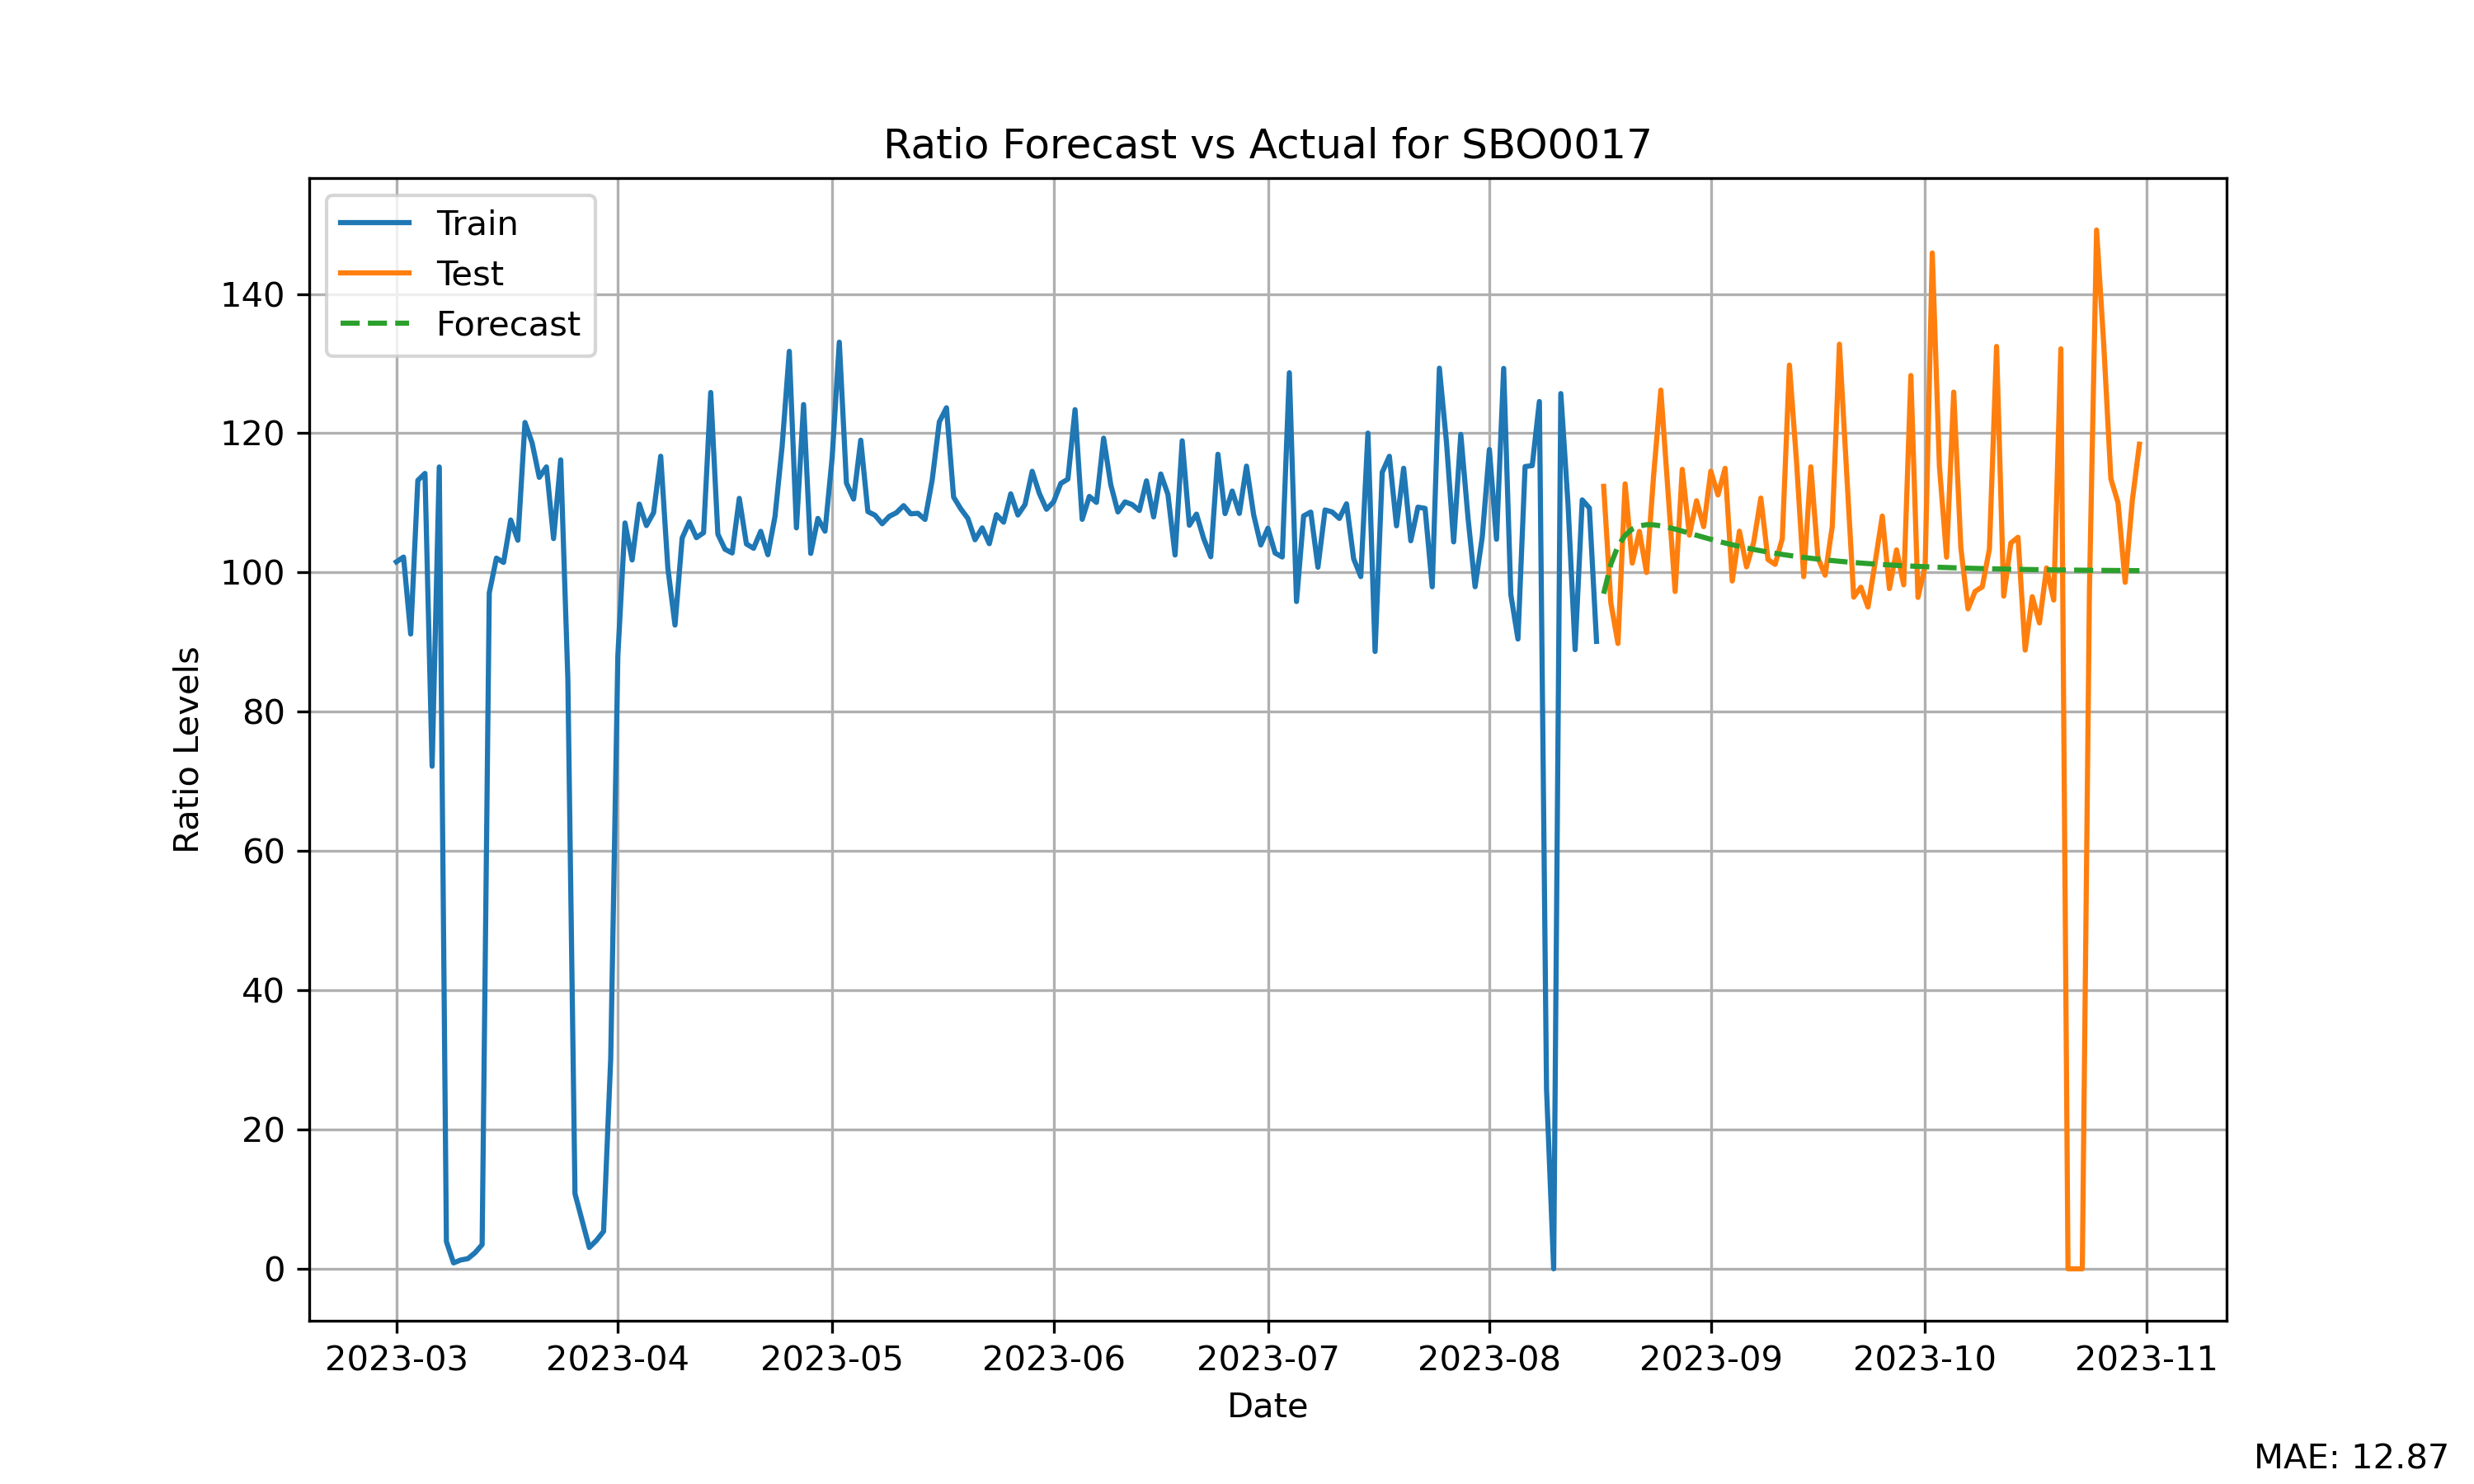 Ratio Forecast vs Actual for SBO0017
Train
Test
Forecast
140
120
100
80
60
40
20
0
Ratio Levels
2023-03 2023-04 2023-05 2023-06 2023-07 2023-08 2023-09 2023-10 2023-11
Date
MAE: 12.87